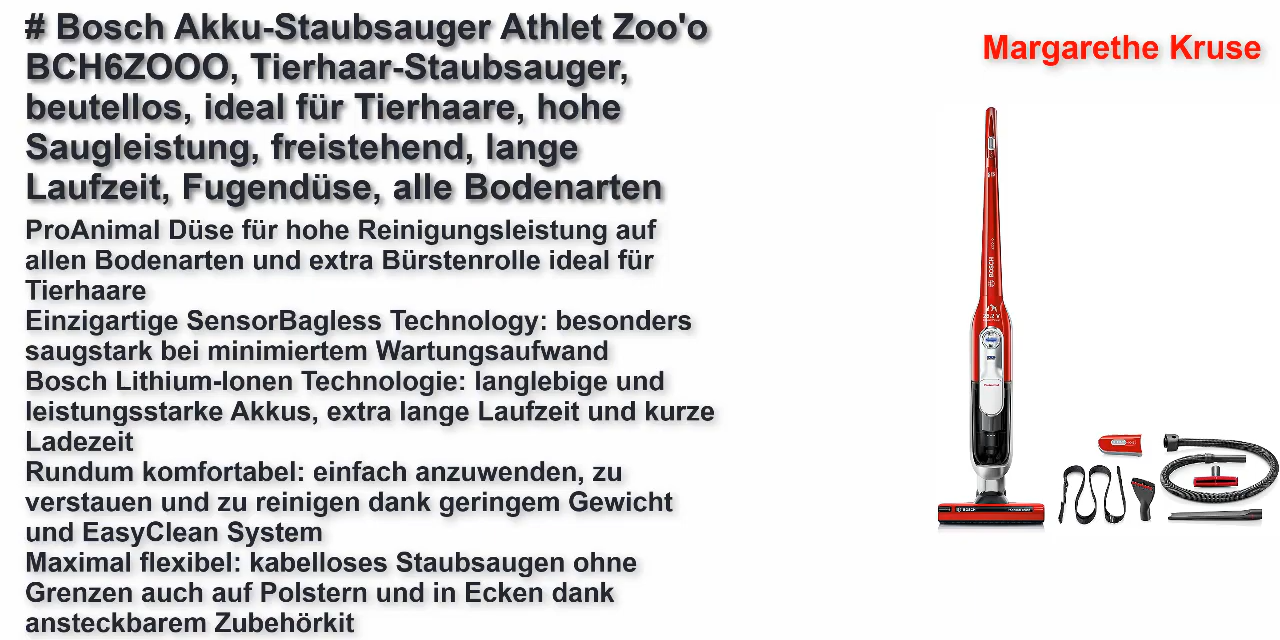 # Bosch Akku-Staubsauger Athlet Zoo'o
BCH6ZOOO, Tierhaar-Staubsauger,
beutellos, ideal für Tierhaare, hohe
Saugleistung, freistehend, lange
Laufzeit, Fugendüse, alle Bodenarten
ProAnimal Düse für hohe Reinigungsleistung auf
allen Bodenarten und extra Bürstenrolle ideal für
Tierhaare
Einzigartige SensorBagless Technology: besonders
saugstark bei minimiertem Wartungsaufwand
Bosch Lithium-Ionen Technologie: langlebige und
leistungsstarke Akkus, extra lange Laufzeit und kurze
Ladezeit
Rundum komfortabel: einfach anzuwenden, zu
verstauen und zu reinigen dank geringem Gewicht
und EasyClean System
Maximal flexibel: kabelloses Staubsaugen ohne
Grenzen auch auf Polstern und in Ecken dank
ansteckbarem Zubehörkit
Margarethe Kruse
BOSCH
25.2 V
BOSCH